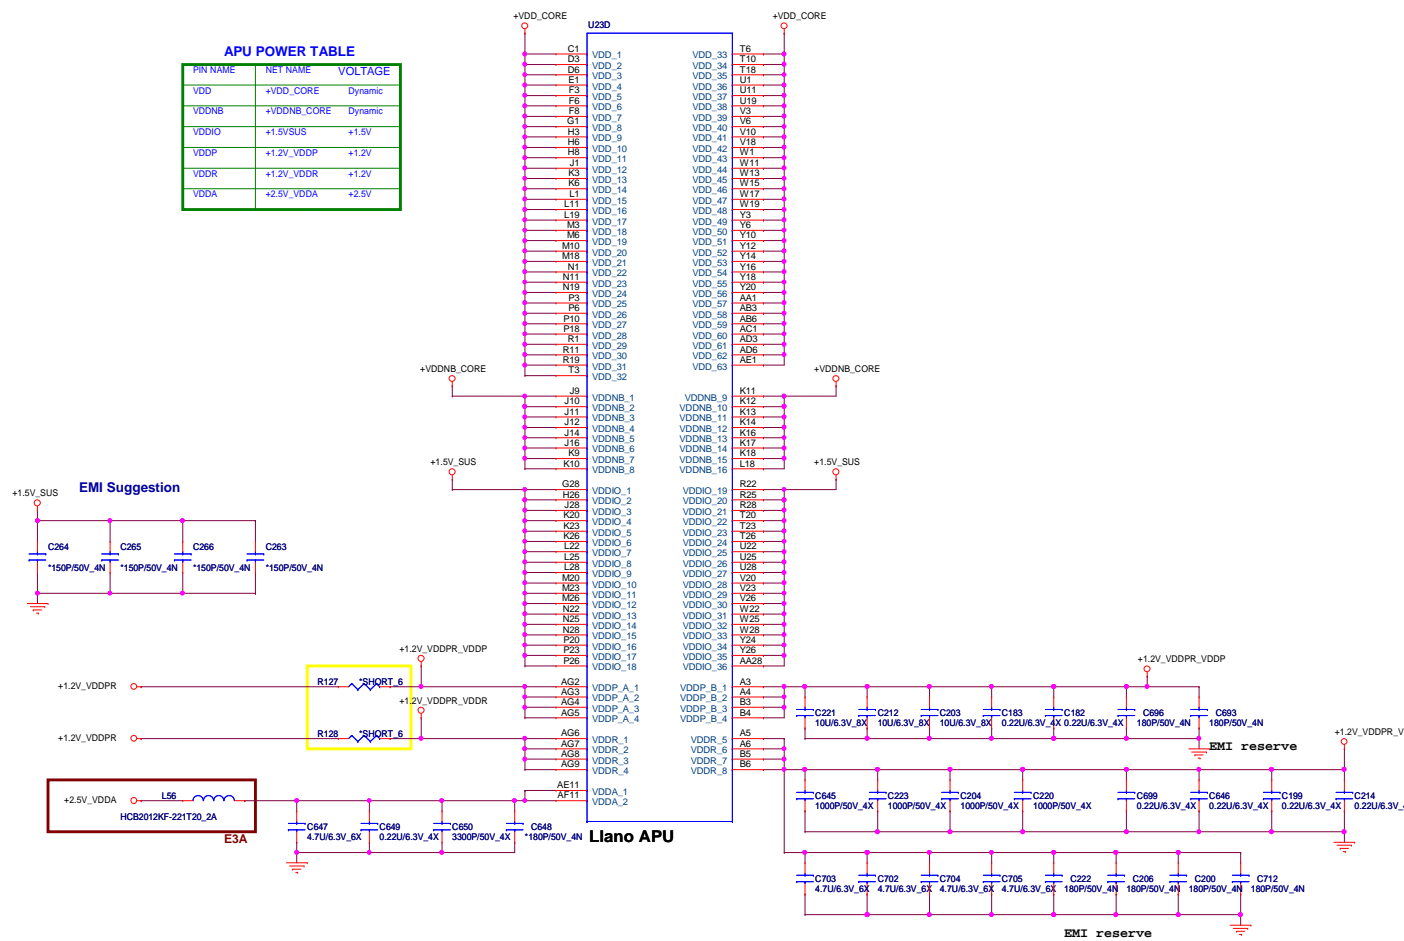 +VDD_CORE
+VDD_CORE
U23D
APU POWER TABLE
PIN NAME NET NAME VOLTAGE
VDD +VDD_CORE Dynamic
VDDNB +VDDNB_CORE Dynamic
VDDIO +1.5VSUS +1.5V
VDDP +1.2V_VDDP +1.2V
VDDR +1.2V_VDDR +1.2V
VDDA +2.5V_VDDA +2.5V
C1 VDD_1 VDD_33 T6
D3 VDD_2 VDD_34 T10
D6 VDD_3 VDD_35 T18
E1 VDD_4 VDD_36 U1
F3 VDD_5 VDD_37 U11
F6 VDD_6 VDD_38 U19
F8 VDD_7 VDD_39 V3
G1 VDD_8 VDD_40 V6
H3 VDD_9 VDD_41 V10
H6 VDD_10 VDD_42 V18
H8 VDD_11 VDD_43 W1
J1 VDD_12 VDD_44 W11
K3 VDD_13 VDD_45 W13
K6 VDD_14 VDD_46 W15
L1 VDD_15 VDD_47 W17
L11 VDD_16 VDD_48 W19
L19 VDD_17 VDD_49 Y3
M3 VDD_18 VDD_50 Y6
M6 VDD_19 VDD_51 Y10
M10 VDD_20 VDD_52 Y12
M18 VDD_21 VDD_53 Y14
N1 VDD_22 VDD_54 Y16
N11 VDD_23 VDD_55 Y18
N19 VDD_24 VDD_56 Y20
P3 VDD_25 VDD_57 AA1
P6 VDD_26 VDD_58 AB3
P10 VDD_27 VDD_59 AB6
P18 VDD_28 VDD_60 AC1
R1 VDD_29 VDD_61 AD3
R11 VDD_30 VDD_62 AD6
R19 VDD_31 VDD_63 AE1
T3 VDD_32
+VDDNB_CORE
+VDDNB_CORE
J9 VDDNB_1 VDDNB_9 K11
J10 VDDNB_2 VDDNB_10 K12
J11 VDDNB_3 VDDNB_11 K13
J12 VDDNB_4 VDDNB_12 K14
J14 VDDNB_5 VDDNB_13 K16
J16 VDDNB_6 VDDNB_14 K17
K9 VDDNB_7 VDDNB_15 K18
K10 VDDNB_8 VDDNB_16 L18
+1.5V_SUS
+1.5V_SUS
G28 VDDIO_1 VDDIO_19 R22
H26 VDDIO_2 VDDIO_20 R25
J28 VDDIO_3 VDDIO_21 R28
K20 VDDIO_4 VDDIO_22 T20
K23 VDDIO_5 VDDIO_23 T23
K26 VDDIO_6 VDDIO_24 T26
L22 VDDIO_7 VDDIO_25 U22
L25 VDDIO_8 VDDIO_26 U25
L28 VDDIO_9 VDDIO_27 U28
M20 VDDIO_10 VDDIO_28 V20
M23 VDDIO_11 VDDIO_29 V23
M26 VDDIO_12 VDDIO_30 V26
N22 VDDIO_13 VDDIO_31 W22
N25 VDDIO_14 VDDIO_32 W25
N28 VDDIO_15 VDDIO_33 W28
P20 VDDIO_16 VDDIO_34 Y24
P23 VDDIO_17 VDDIO_35 Y26
P26 VDDIO_18 VDDIO_36 AA28
EMI Suggestion
+1.5V_SUS
C264 C265 C266 C263
*150P/50V_4N *150P/50V_4N *150P/50V_4N *150P/50V_4N
+1.2V_VDDPR_VDDP
+1.2V_VDDPR R127 *SHORT_6
+1.2V_VDDPR_VDDR
+1.2V_VDDPR R128 *SHORT_6
AG2 VDDP_A_1 VDDP_B_1 A3
AG3 VDDP_A_2 VDDP_B_2 A4
AG4 VDDP_A_3 VDDP_B_3 B3
AG5 VDDP_A_4 VDDP_B_4 B4
AG6 VDDR_1 VDDR_5 A5
AG7 VDDR_2 VDDR_6 A6
AG8 VDDR_3 VDDR_7 B5
AG9 VDDR_4 VDDR_8 B6
AE11 VDDA_1
AF11 VDDA_2
+2.5V_VDDA L56
HCB2012KF-221T20_2A
E3A
C647 C649 C650 C648
4.7U/6.3V_6X 0.22U/6.3V_4X 3300P/50V_4X *180P/50V_4N
Llano APU
+1.2V_VDDPR_VDDP
C221 C212 C203 C183 C182 C696 C693
10U/6.3V_8X 10U/6.3V_8X 10U/6.3V_8X 0.22U/6.3V_4X 0.22U/6.3V_4X 180P/50V_4N 180P/50V_4N
EMI reserve
+1.2V_VDDPR_V
C645 C223 C204 C220 C699 C646 C199 C214
1000P/50V_4X 1000P/50V_4X 1000P/50V_4X 1000P/50V_4X 0.22U/6.3V_4X 0.22U/6.3V_4X 0.22U/6.3V_4X 0.22U/6.3V_4X
C703 C702 C704 C705 C222 C206 C200 C712
4.7U/6.3V_6X 4.7U/6.3V_6X 4.7U/6.3V_6X 4.7U/6.3V_6X 180P/50V_4N 180P/50V_4N 180P/50V_4N 180P/50V_4N
EMI reserve